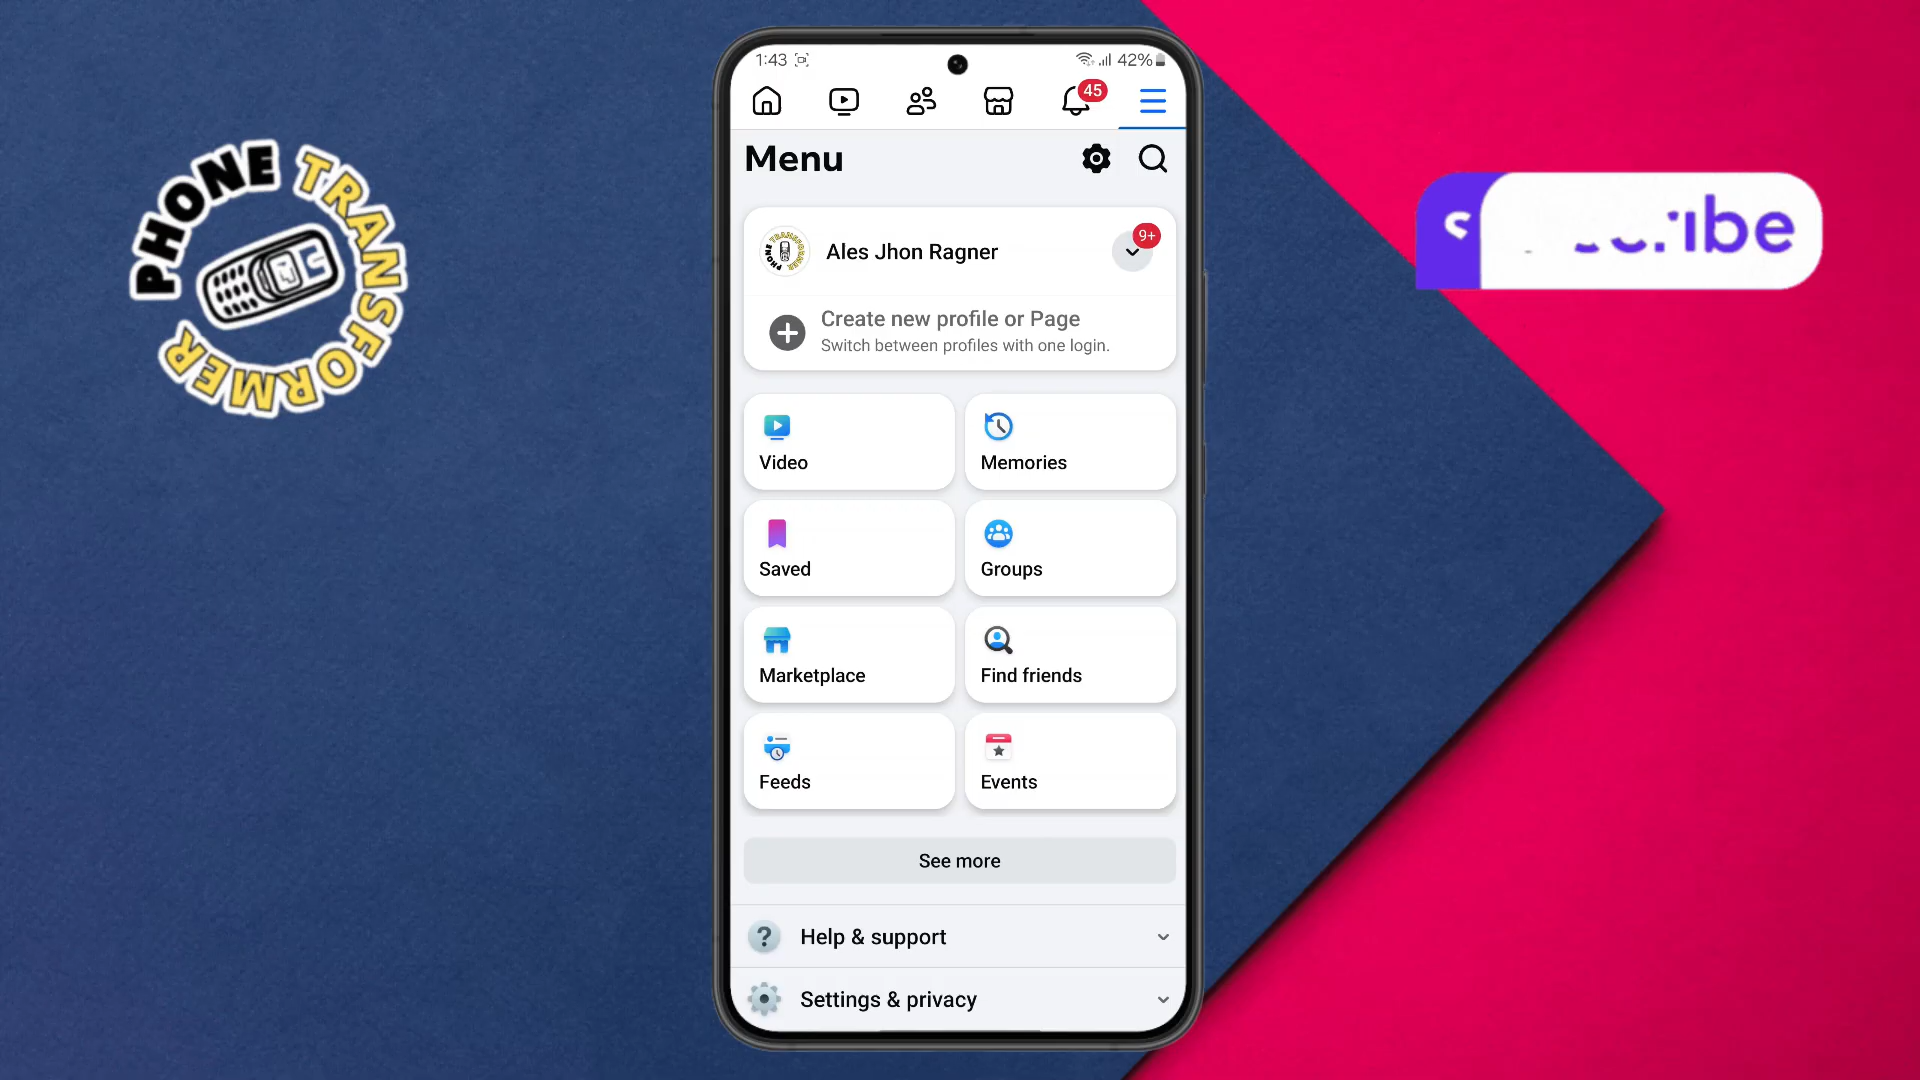 PHONE TRANSFORMER
1:43
42%
45
Menu
9+
Ales Jhon Ragner
Create new profile or Page
Switch between profiles with one login.
Video
Memories
Saved
Groups
Marketplace
Find friends
Feeds
Events
See more
Help & support
Settings & privacy